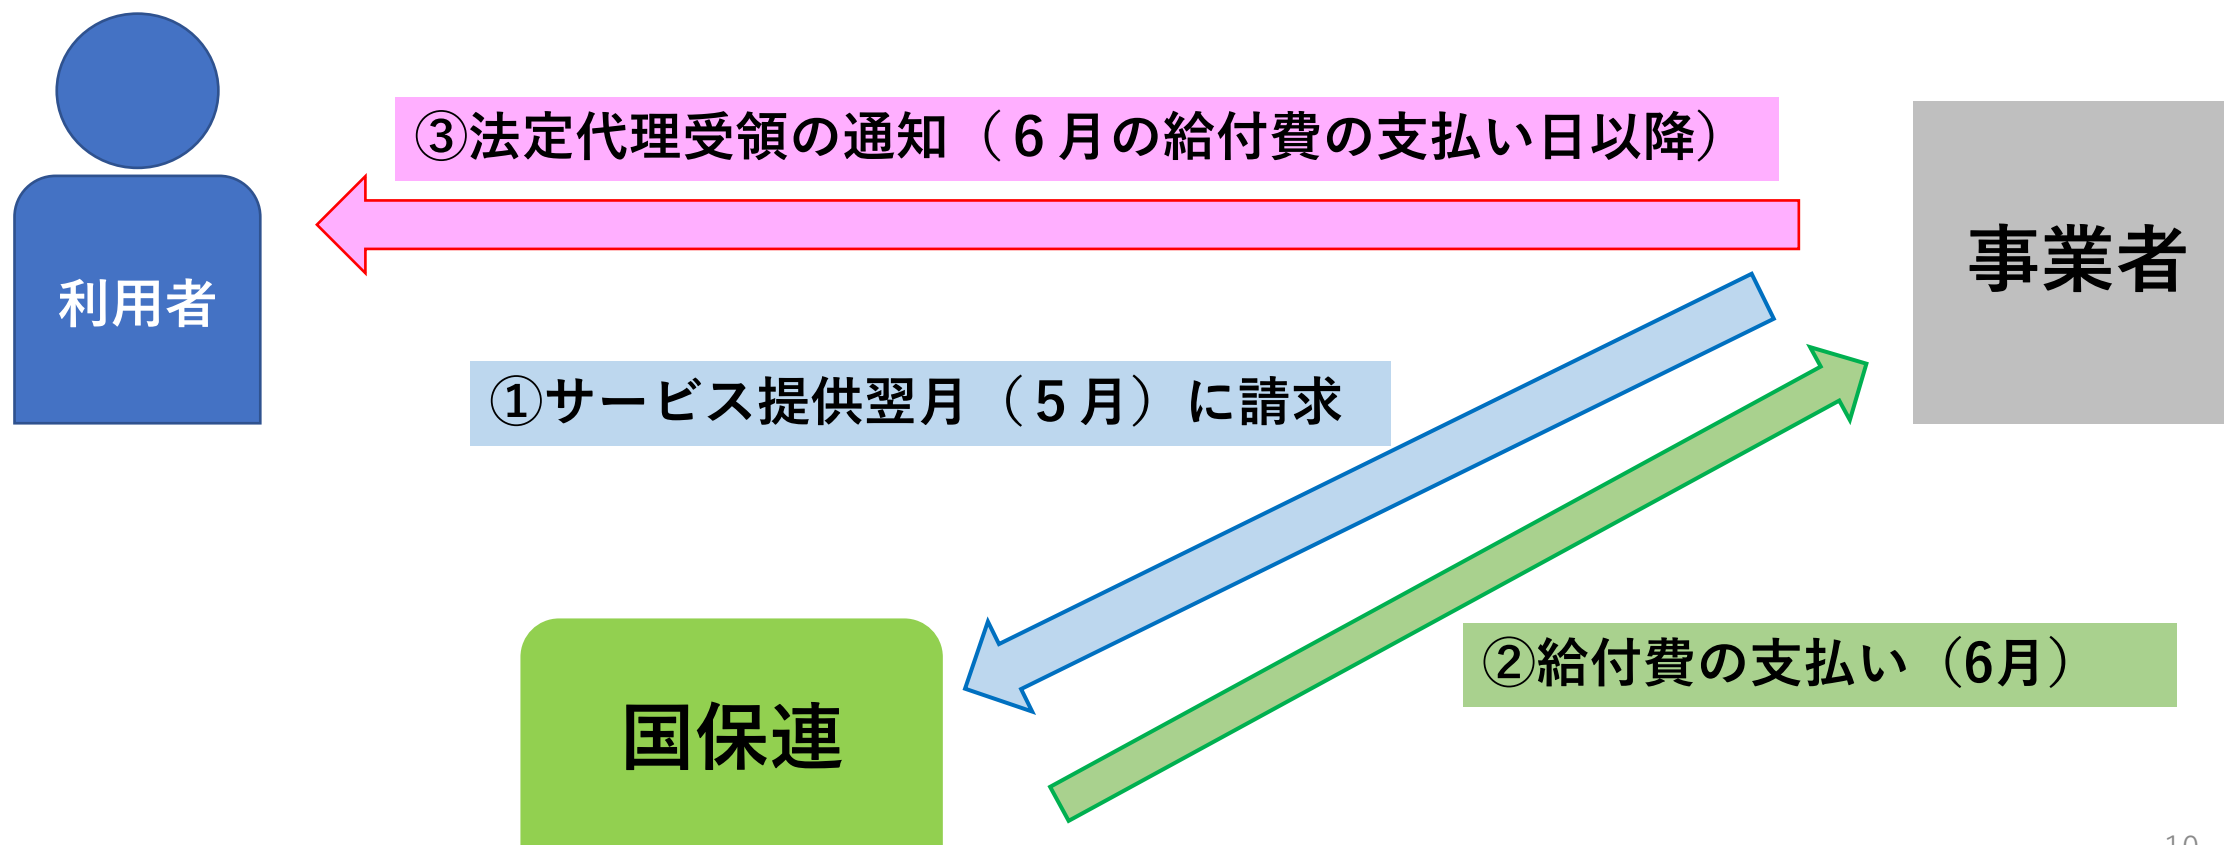 ③法定代理受領の通知（６月の給付費の支払い日以降）
利用者
事業者
①サービス提供翌月（５月）に請求
②給付費の支払い（6月）
国保連
10